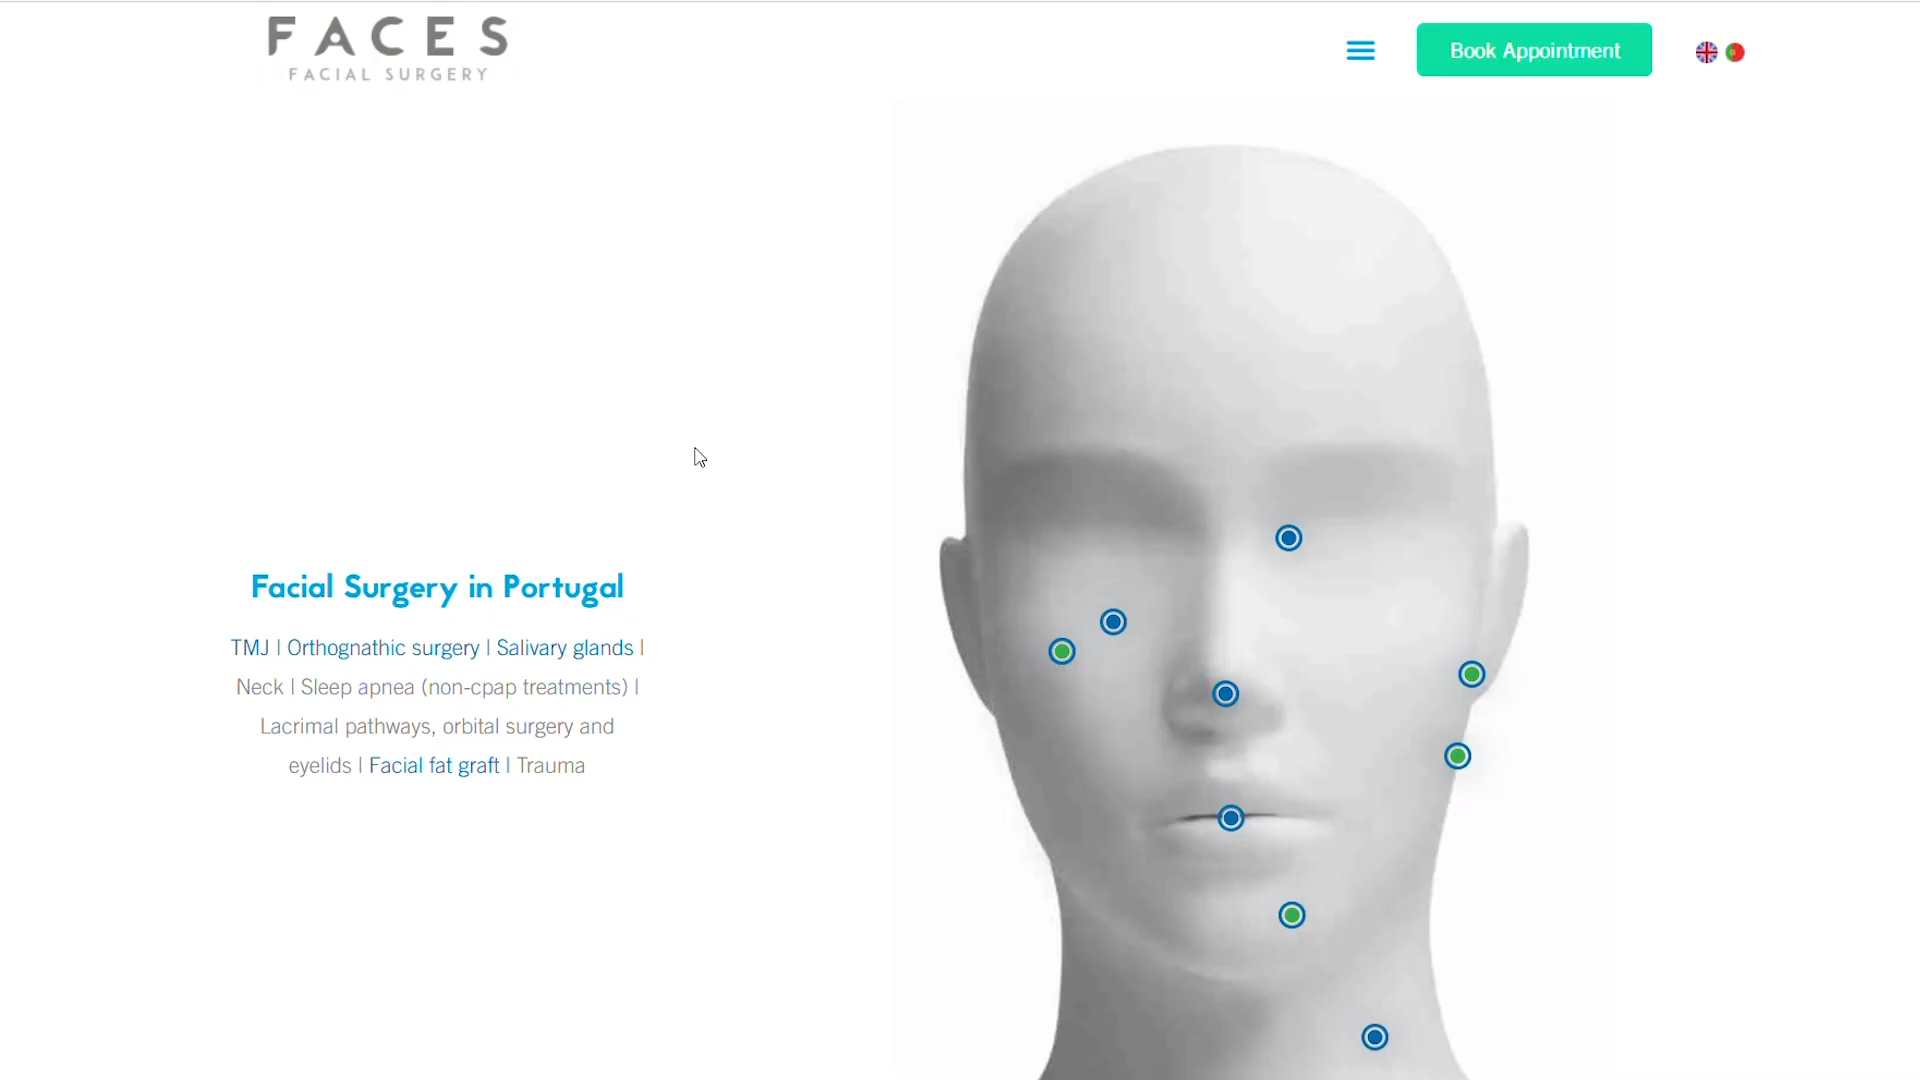 FACES
FACIAL SURGERY
Book Appointment
Facial Surgery in Portugal
TMJ | Orthognathic surgery | Salivary glands |
Neck | Sleep apnea (non-cpap treatments) |
Lacrimal pathways, orbital surgery and
eyelids | Facial fat graft | Trauma